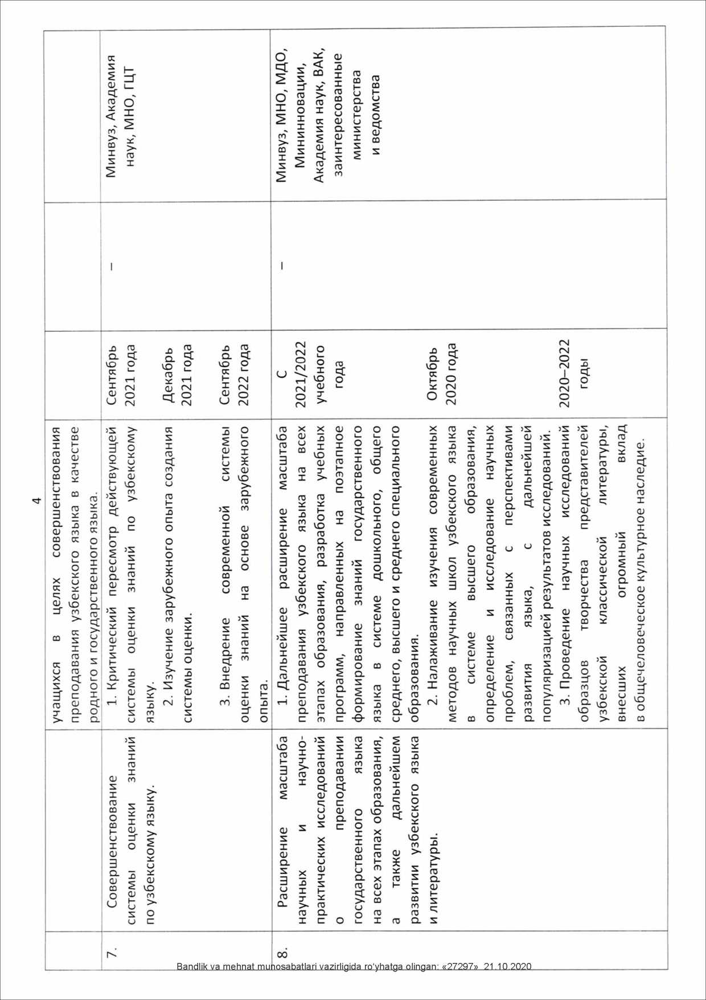 4
учащихся в целях совершенствования
преподавания узбекского языка в качестве
родного и государственного языка.
7.
Совершенствование
системы оценки знаний
по узбекскому языку.
1. Критический пересмотр действующей
системы оценки знаний по узбекскому
языку.
2. Изучение зарубежного опыта создания
системы оценки.
3. Внедрение современной системы
оценки знаний на основе зарубежного
опыта.
Сентябрь
2021 года
Декабрь
2021 года
Сентябрь
2022 года
–
Минвуз, Академия
наук, МНО, ГЦТ
8.
Расширение масштаба
научных и научно-
практических исследований
о преподавании
государственного языка
на всех этапах образования,
а также дальнейшем
развитии узбекского языка
и литературы.
1. Дальнейшее расширение масштаба
преподавания узбекского языка на всех
этапах образования, разработка учебных
программ, направленных на поэтапное
формирование знаний государственного
языка в системе дошкольного, общего
среднего, высшего и среднего специального
образования.
2. Налаживание изучения современных
методов научных школ узбекского языка
в системе высшего образования,
определение и исследование научных
проблем, связанных с перспективами
развития языка, с дальнейшей
популяризацией результатов исследований.
3. Проведение научных исследований
образцов творчества представителей
узбекской классической литературы,
внесших огромный вклад
в общечеловеческое культурное наследие.
С
2021/2022
учебного
года
Октябрь
2020 года
2020–2022
годы
–
Минвуз, МНО, МДО,
Мининновации,
Академия наук, ВАК,
заинтересованные
министерства
и ведомства
Bandlik va mehnat munosabatlari vazirligida ro‘yhatga olingan: «27297» 21.10.2020